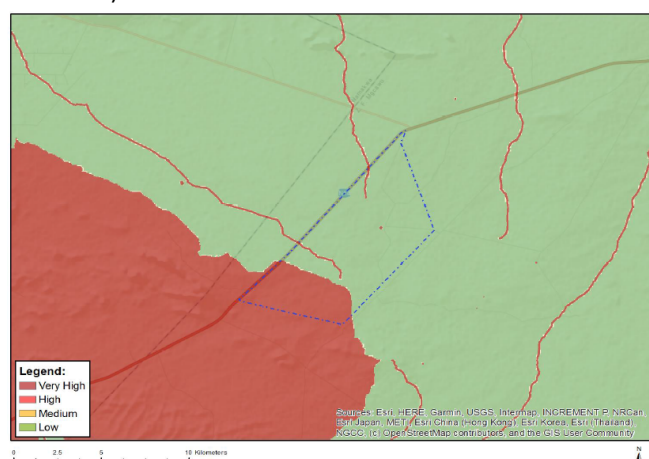 Legend:
Very High
High
Medium
Low
Sources: Esri, HERE, Garmin, USGS, Intermap, INCREMENT P, NRCan,
Esri Japan, METI, Esri China (Hong Kong), Esri Korea, Esri (Thailand),
NGCC, (c) OpenStreetMap contributors, and the GIS User Community
0 2.5 5 10 Kilometers
N